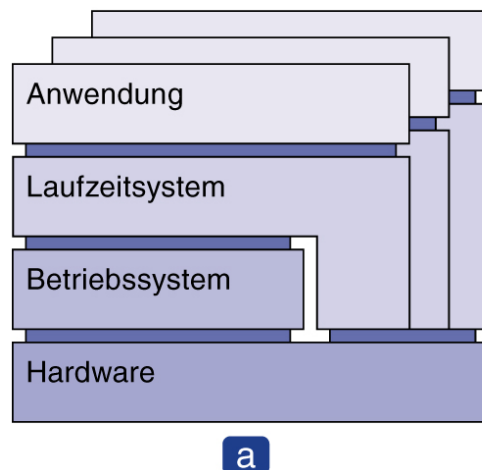 Anwendung
Laufzeitsystem
Betriebssystem
Hardware
a